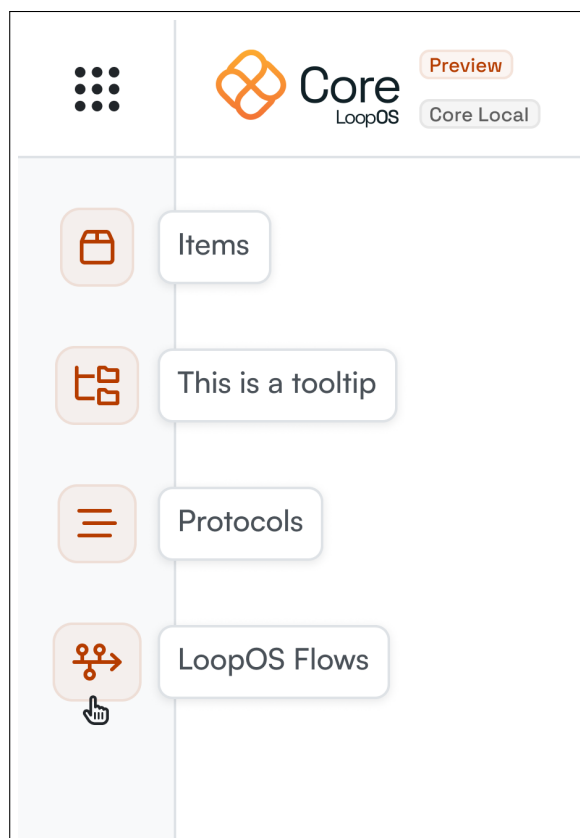 Core
LoopOS
Preview
Core Local
Items
This is a tooltip
Protocols
LoopOS Flows